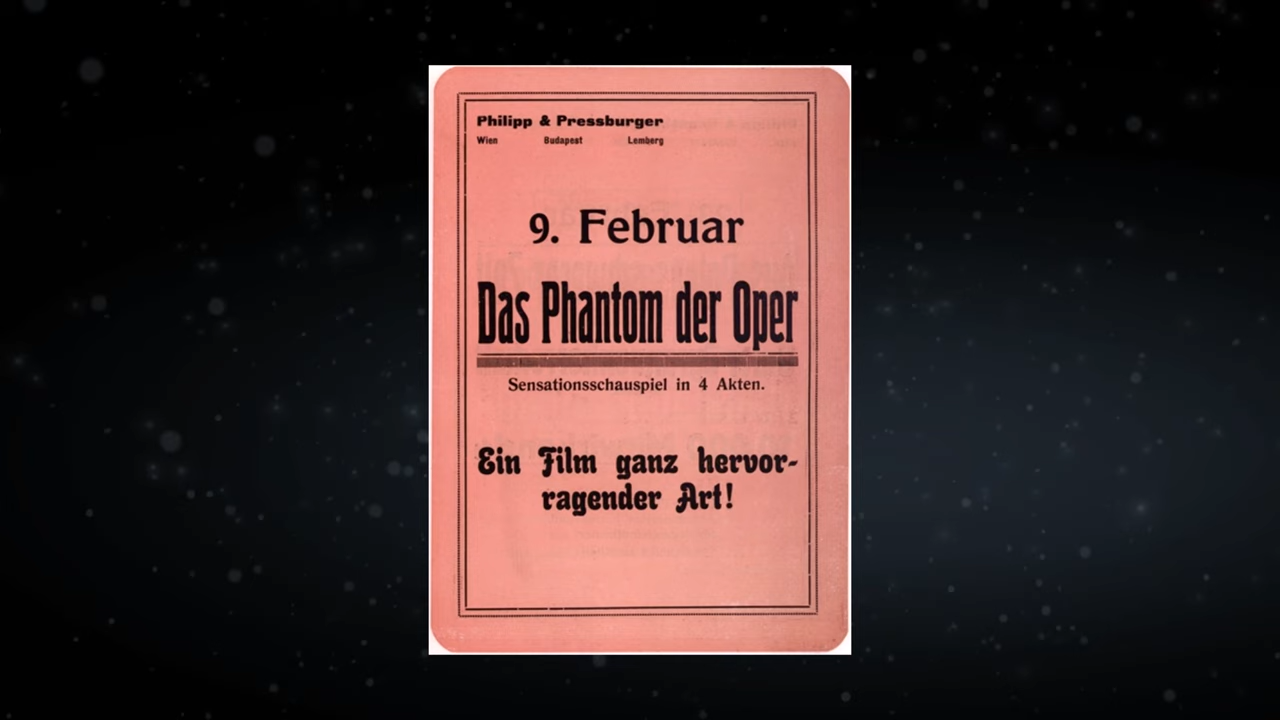 Philipp & Pressburger
Wien Budapest Lemberg
9. Februar
Das Phantom der Oper
Sensationsschauspiel in 4 Akten.
Ein Film ganz hervor-
ragender Art!